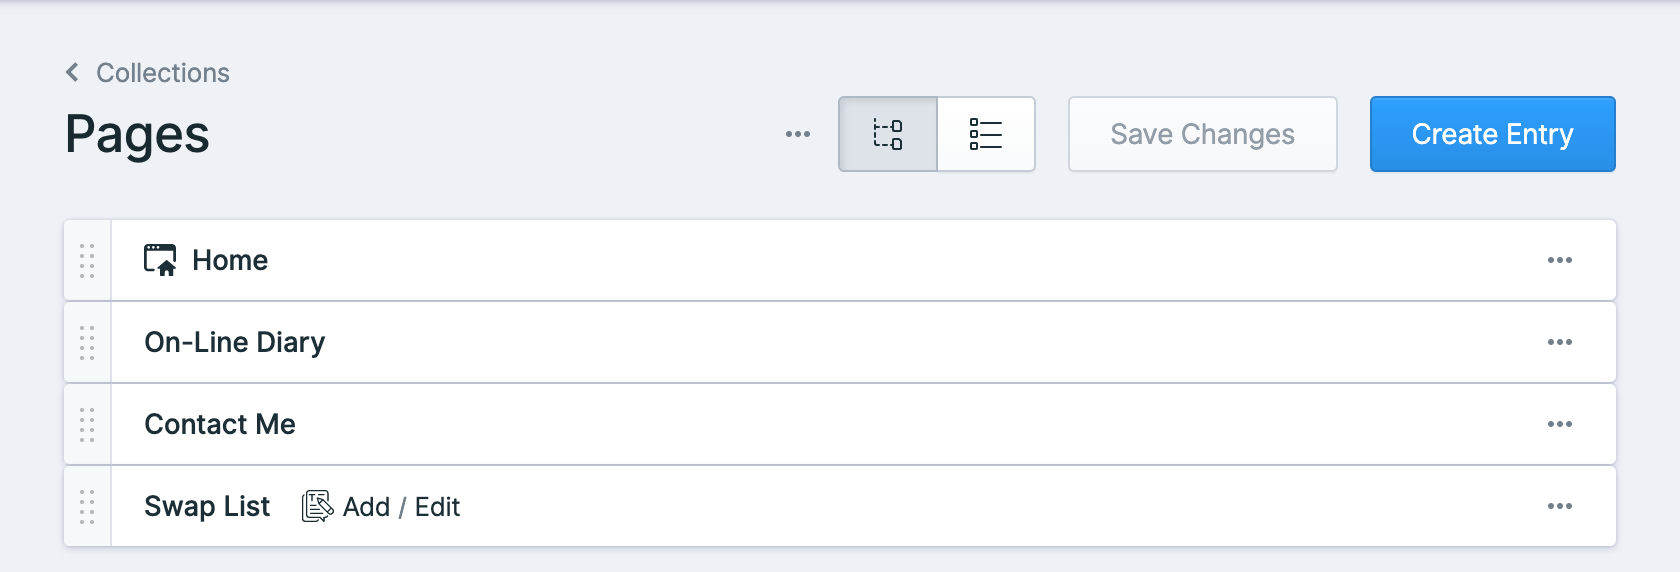 Collections
Pages
Save Changes
Create Entry
Home
On-Line Diary
Contact Me
Swap List Add / Edit